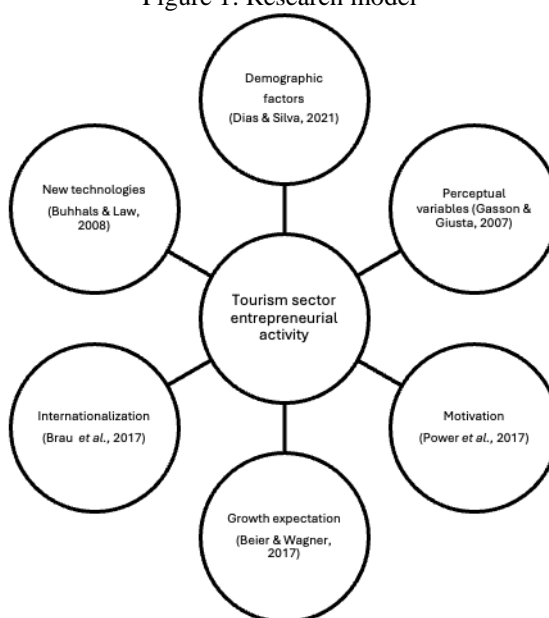 Figure 1: Research model
Demographic
factors
(Dias & Silva, 2021)
New technologies
(Buhhals & Law,
2008)
Perceptual
variables (Gasson &
Giusta, 2007)
Tourism sector
entrepreneurial
activity
Internationalization
(Brau et al., 2017)
Motivation
(Power et al., 2017)
Growth expectation
(Beier & Wagner,
2017)